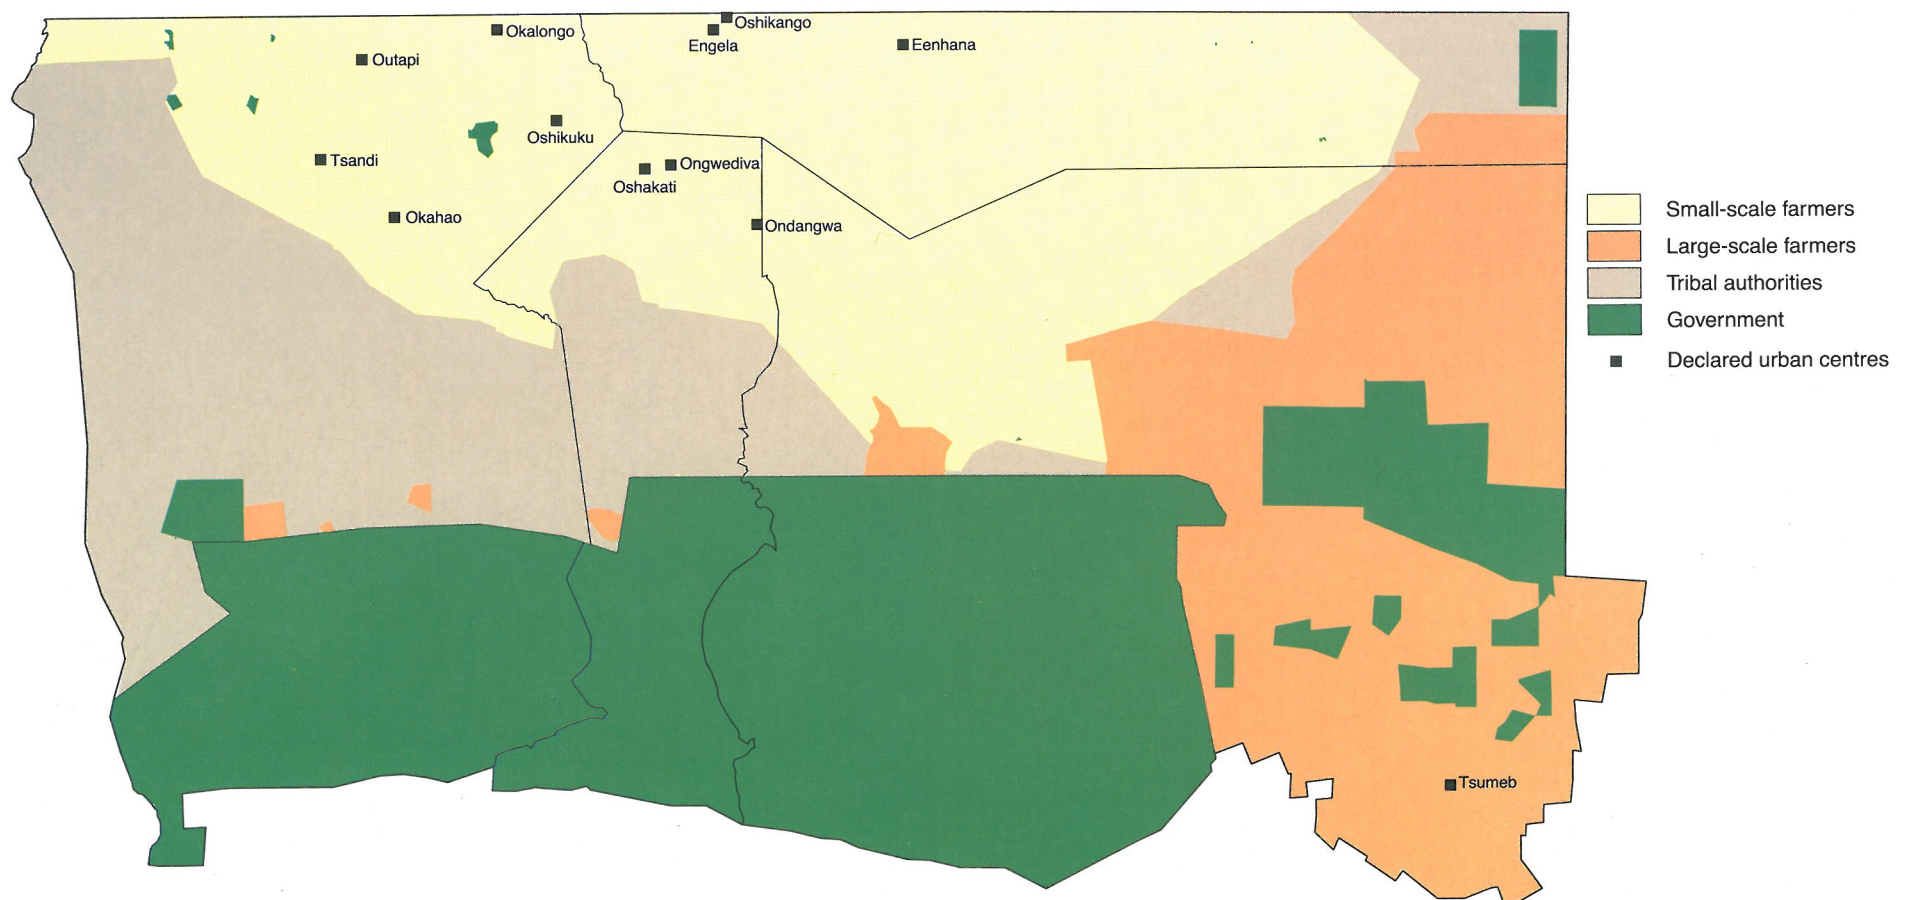 Oshikango
Okalongo
Engela
Eenhana
Outapi
Oshikuku
Tsandi
Ongwediva
Oshakati
Okahao
Ondangwa
Tsumeb
Small-scale farmers
Large-scale farmers
Tribal authorities
Government
Declared urban centres